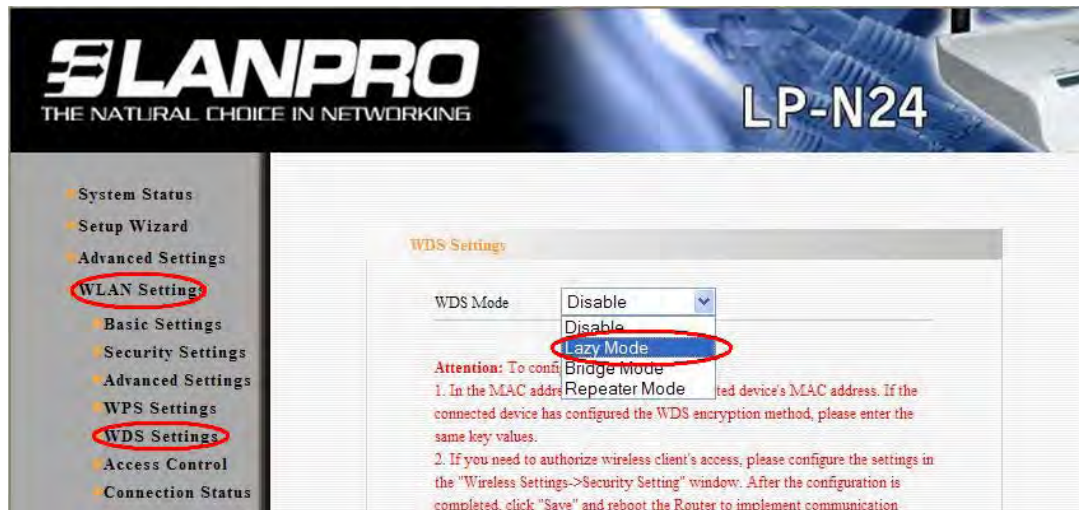 LANPRO
THE NATURAL CHOICE IN NETWORKING
LP-N24
System Status
Setup Wizard
Advanced Settings
WLAN Settings
Basic Settings
Security Settings
Advanced Settings
WPS Settings
WDS Settings
Access Control
Connection Status
WDS Settings
WDS Mode
Disable
Disable
Lazy Mode
Bridge Mode
Repeater Mode
Attention: To
1. In the MAC ted device's MAC address. If the
connected device has configured the WDS encryption method, please enter the
same key values.
2. If you need to authorize wireless client's access, please configure the settings in
the "Wireless Settings->Security Setting" window. After the configuration is
completed, click "Save" and reboot the Router to implement communication